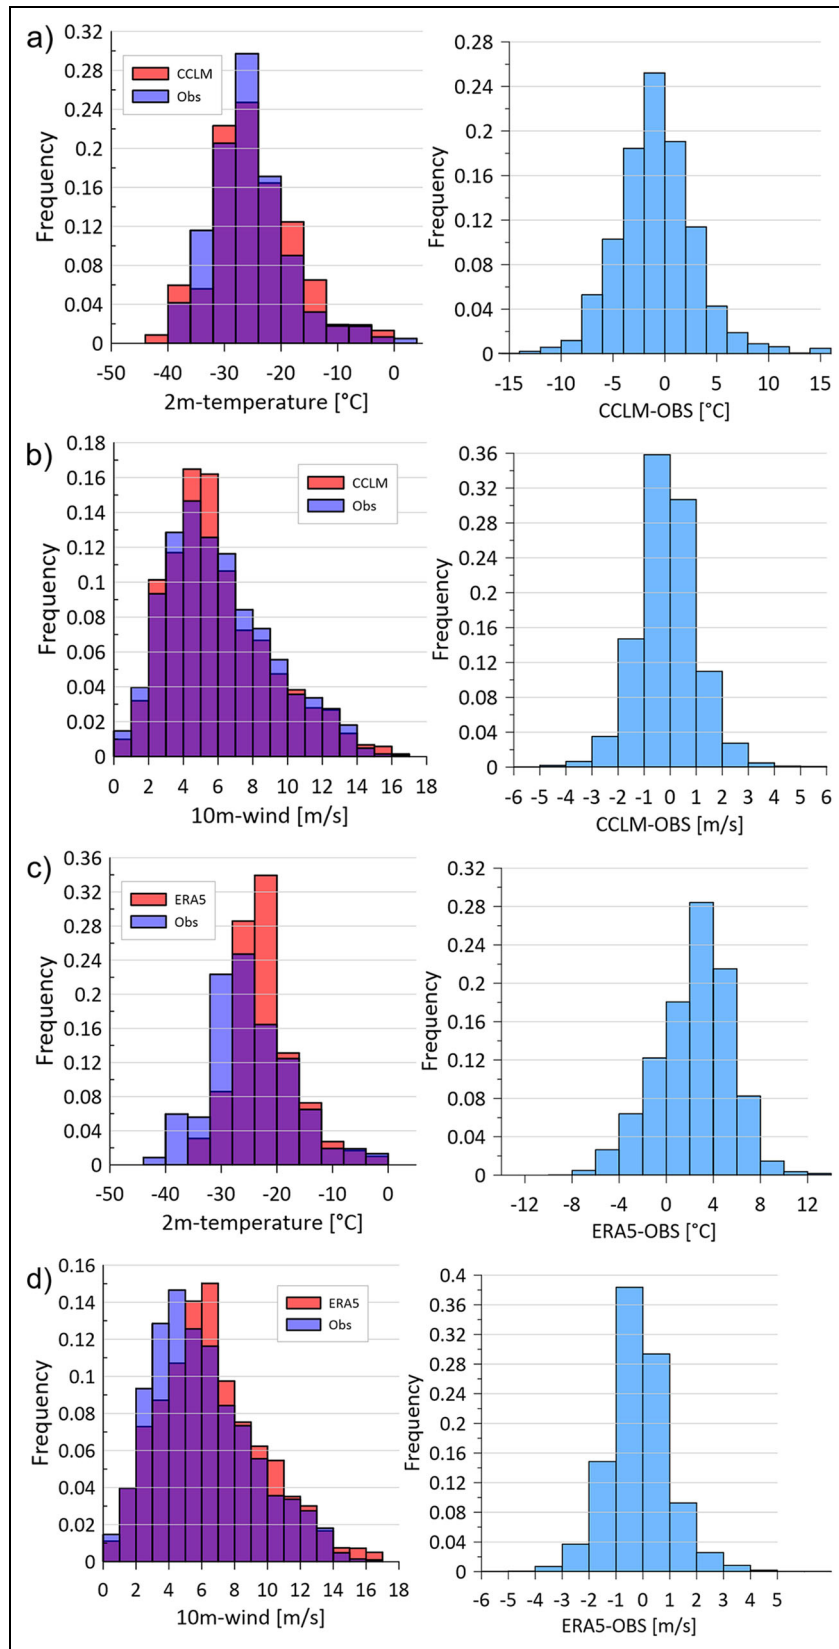 a)
0.32
0.28
0.24
0.2
0.16
0.12
0.08
0.04
0
Frequency
CCLM
Obs
-50 -40 -30 -20 -10 0
2m-temperature [°C]
0.28
0.24
0.2
0.16
0.12
0.08
0.04
0
Frequency
-15 -10 -5 0 5 10 15
CCLM-OBS [°C]
b)
0.18
0.16
0.14
0.12
0.1
0.08
0.06
0.04
0.02
0
Frequency
CCLM
Obs
0 2 4 6 8 10 12 14 16 18
10m-wind [m/s]
0.36
0.32
0.28
0.24
0.2
0.16
0.12
0.08
0.04
0
Frequency
-6 -5 -4 -3 -2 -1 0 1 2 3 4 5 6
CCLM-OBS [m/s]
c)
0.36
0.32
0.28
0.24
0.2
0.16
0.12
0.08
0.04
0
Frequency
ERA5
Obs
-50 -40 -30 -20 -10 0
2m-temperature [°C]
0.32
0.28
0.24
0.2
0.16
0.12
0.08
0.04
0
Frequency
-12 -8 -4 0 4 8 12
ERA5-OBS [°C]
d)
0.16
0.14
0.12
0.1
0.08
0.06
0.04
0.02
0
Frequency
ERA5
Obs
0 2 4 6 8 10 12 14 16 18
10m-wind [m/s]
0.4
0.36
0.32
0.28
0.24
0.2
0.16
0.12
0.08
0.04
0
Frequency
-6 -5 -4 -3 -2 -1 0 1 2 3 4 5
ERA5-OBS [m/s]